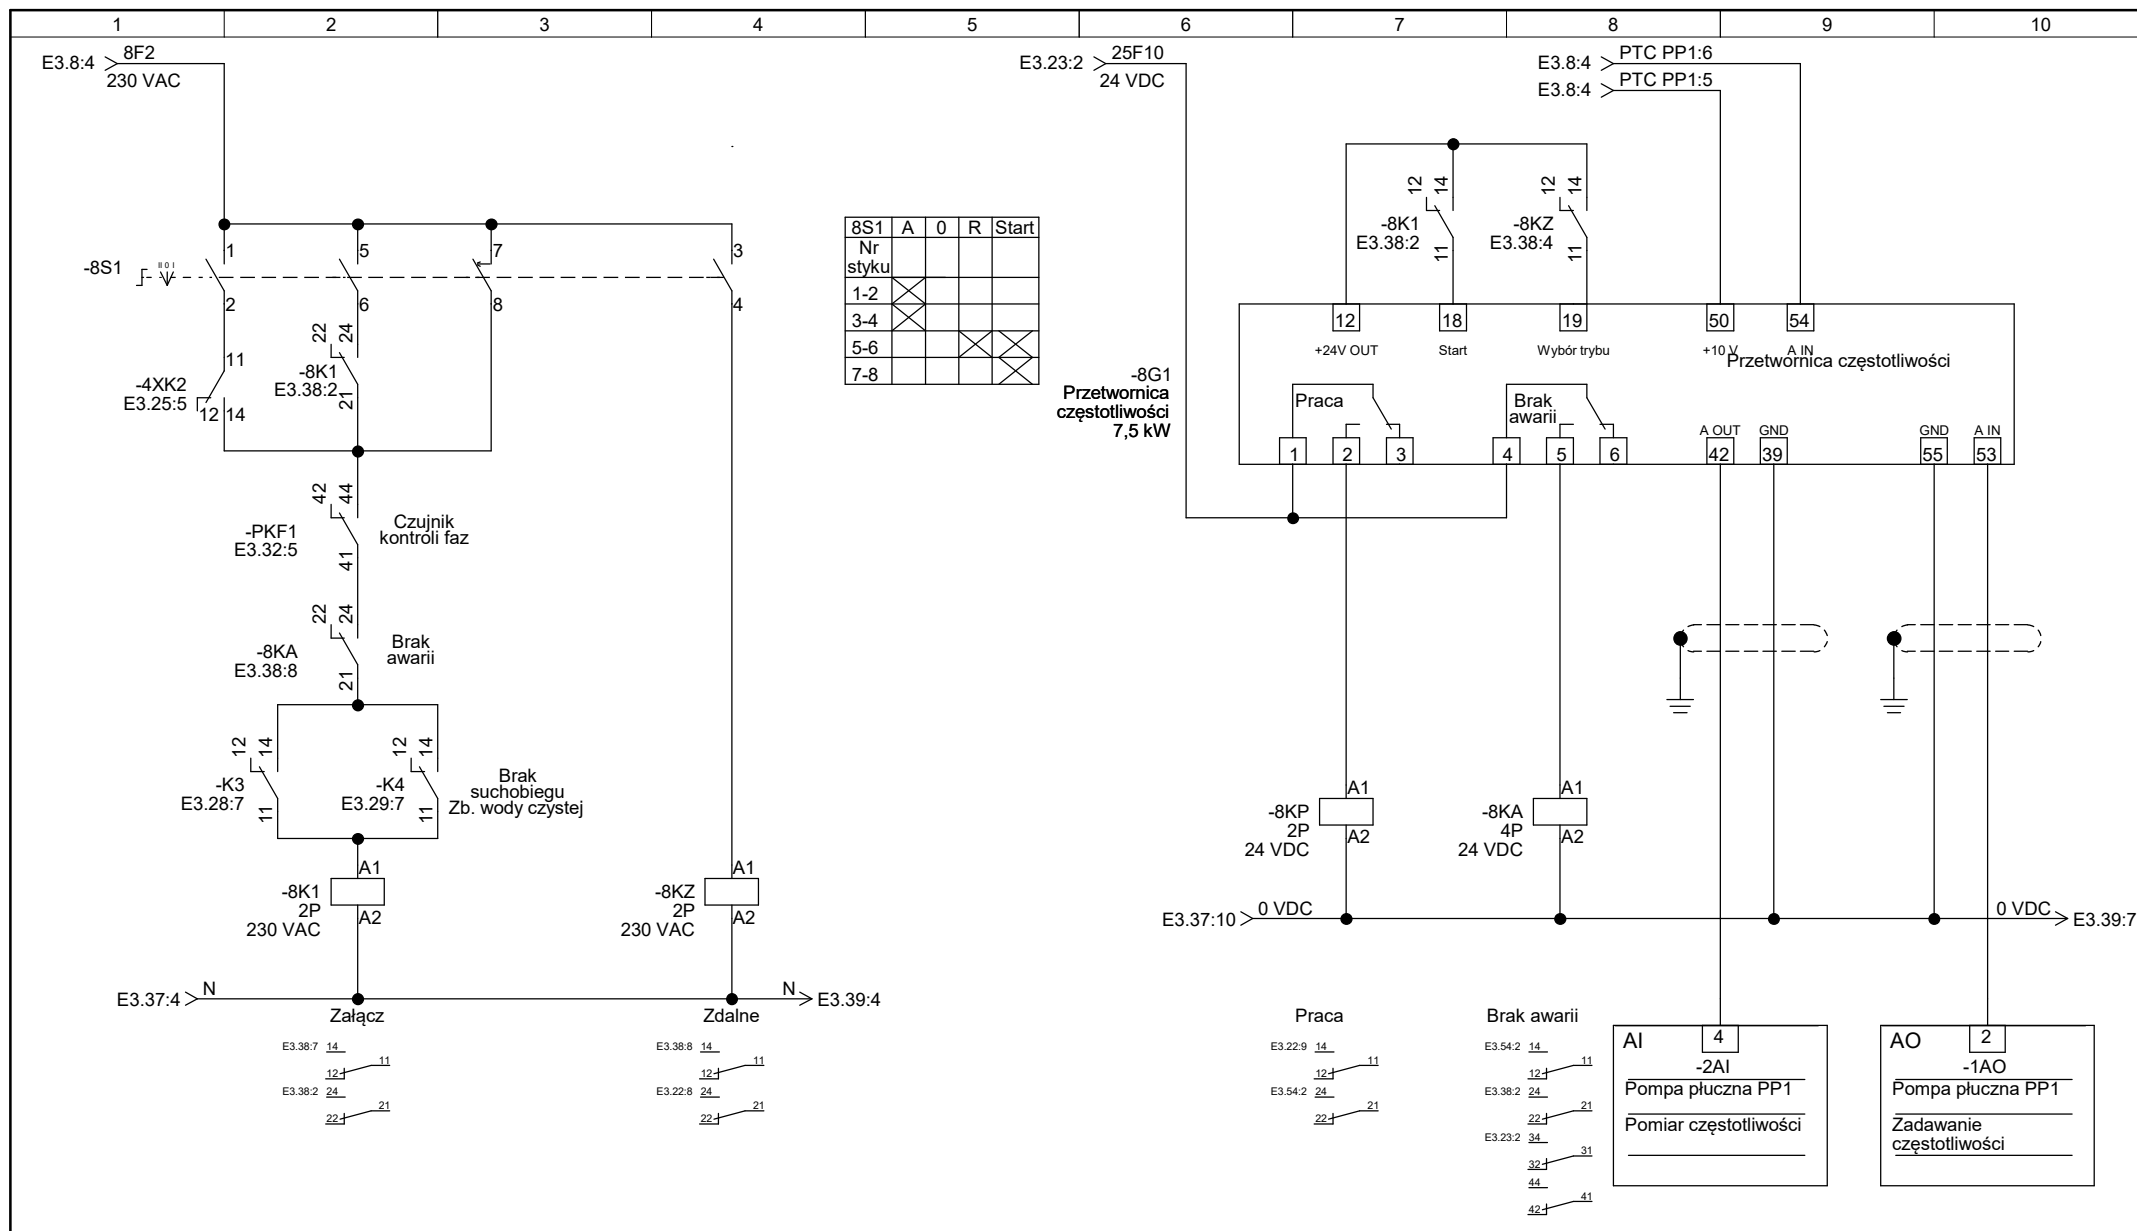 1 2 3 4 5 6 7 8 9 10
E3.8:4 8F2
230 VAC
E3.23:2 25F10
24 VDC
E3.8:4 PTC PP1:6
E3.8:4 PTC PP1:5
-8S1
II 0 I
1
2
5
6
7
8
3
4
11
-4XK2
E3.25:5
12 14
22 24
-8K1
E3.38:2
21
42 44
-PKF1
E3.32:5
41
Czujnik
kontroli faz
22 24
-8KA
E3.38:8
21
Brak
awarii
12 14
-K3
E3.28:7
11
12 14
-K4
E3.29:7
11
Brak
suchobiegu
Zb. wody czystej
A1
-8K1
2P
230 VAC
A2
A1
-8KZ
2P
230 VAC
A2
E3.37:4 N
N E3.39:4
Załącz
E3.38:7 14
11
12
E3.38:2 24
21
22
Zdalne
E3.38:8 14
11
12
E3.22:8 24
21
22
8S1 A 0 R Start
Nr
styku
1-2
3-4
5-6
7-8
12 14
-8K1
E3.38:2
11
12 14
-8KZ
E3.38:4
11
12 18 19 50 54
+24V OUT Start Wybór trybu +10 V A IN
Przetwornica częstotliwości
-8G1
Przetwornica
częstotliwości
7,5 kW
Praca
Brak
awarii
A OUT GND GND A IN
1 2 3 4 5 6 42 39 55 53
A1
-8KP
2P
24 VDC
A2
A1
-8KA
4P
24 VDC
A2
E3.37:10 0 VDC
0 VDC E3.39:7
Praca
E3.22:9 14
11
12
E3.54:2 24
21
22
Brak awarii
E3.54:2 14
11
12
E3.38:2 24
21
22
E3.23:2 34
31
32
44
41
42
AI 4
-2AI
Pompa płuczna PP1
Pomiar częstotliwości
AO 2
-1AO
Pompa płuczna PP1
Zadawanie
częstotliwości